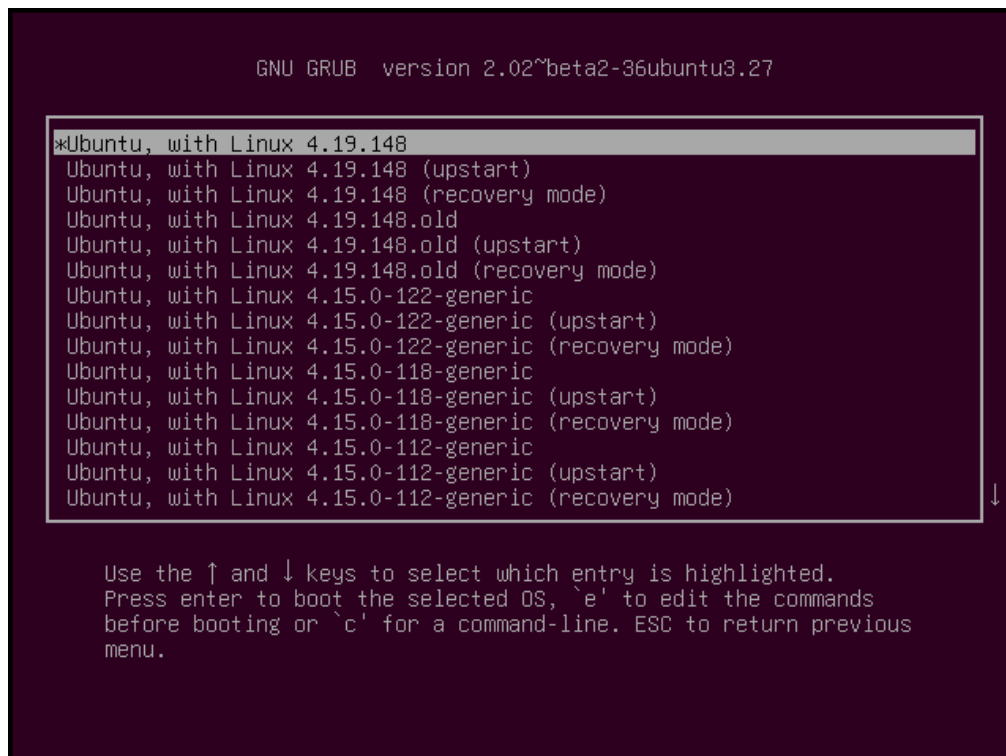 GNU GRUB  version 2.02~beta2-36ubuntu3.27
*Ubuntu, with Linux 4.19.148
Ubuntu, with Linux 4.19.148 (upstart)
Ubuntu, with Linux 4.19.148 (recovery mode)
Ubuntu, with Linux 4.19.148.old
Ubuntu, with Linux 4.19.148.old (upstart)
Ubuntu, with Linux 4.19.148.old (recovery mode)
Ubuntu, with Linux 4.15.0-122-generic
Ubuntu, with Linux 4.15.0-122-generic (upstart)
Ubuntu, with Linux 4.15.0-122-generic (recovery mode)
Ubuntu, with Linux 4.15.0-118-generic
Ubuntu, with Linux 4.15.0-118-generic (upstart)
Ubuntu, with Linux 4.15.0-118-generic (recovery mode)
Ubuntu, with Linux 4.15.0-112-generic
Ubuntu, with Linux 4.15.0-112-generic (upstart)
Ubuntu, with Linux 4.15.0-112-generic (recovery mode) ↓
Use the ↑ and ↓ keys to select which entry is highlighted.
Press enter to boot the selected OS, `e' to edit the commands
before booting or `c' for a command-line. ESC to return previous
menu.